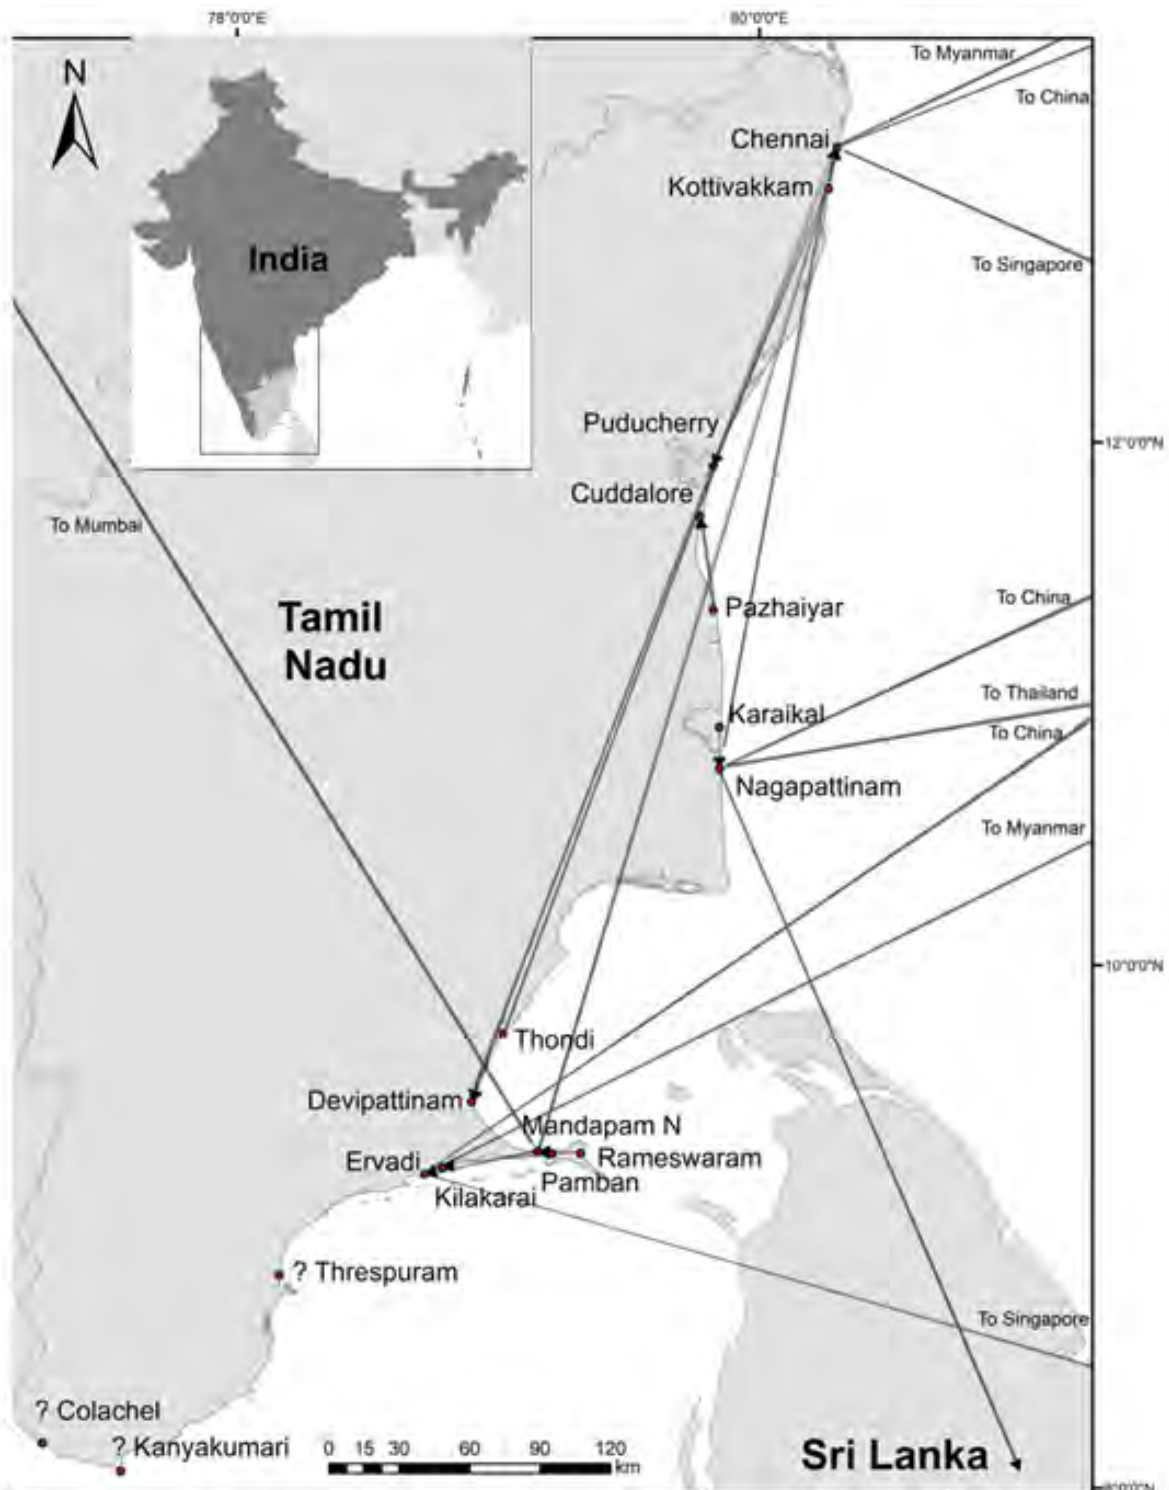 78°0'0"E
80°0'0"E
N
To Myanmar
To China
Chennai
Kottivakkam
India
To Singapore
Puducherry
12°0'0"N
Cuddalore
To Mumbai
To China
Tamil
Nadu
Pazhaiyar
To Thailand
Karaikal
To China
Nagapattinam
To Myanmar
10°0'0"N
Thondi
Devipattinam
Mandapam N
Ervadi
Rameswaram
Pamban
Kilakarai
? Threspuram
To Singapore
? Colachel
? Kanyakumari
0 15 30 60 90 120
km
Sri Lanka